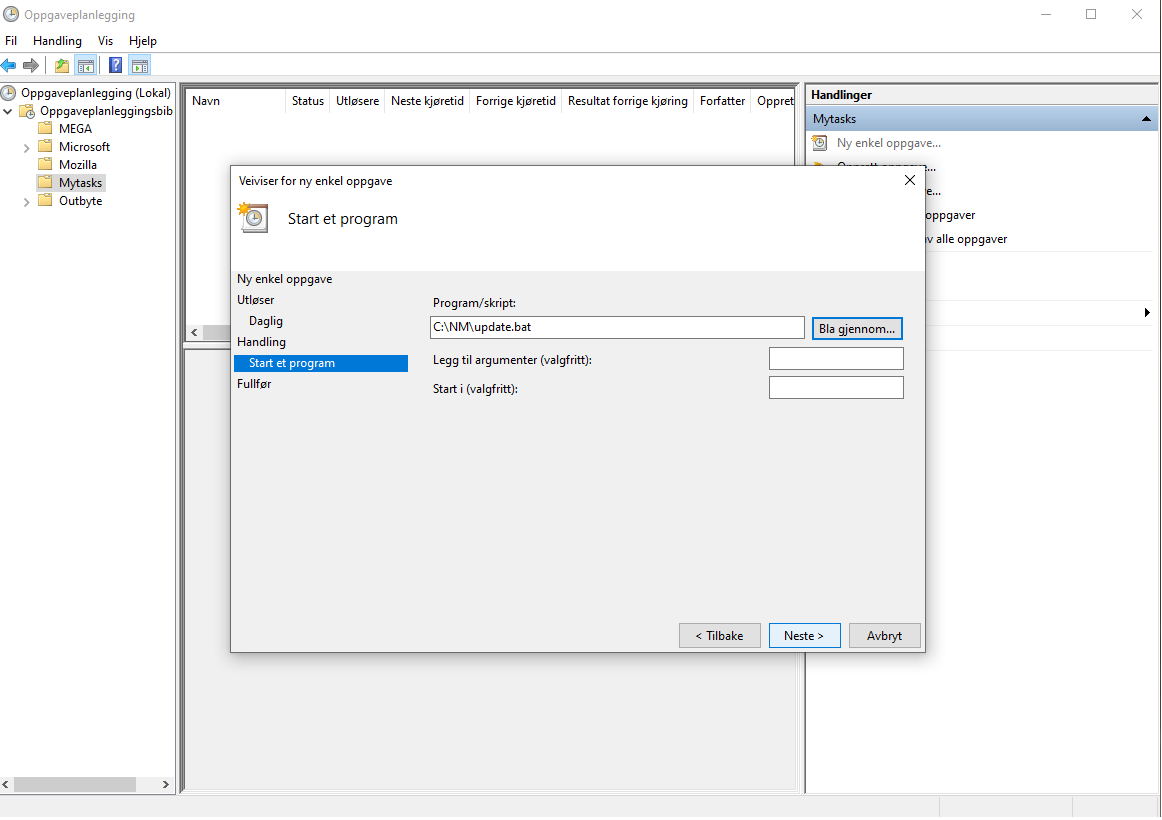 Oppgaveplanlegging
Fil Handling Vis Hjelp
Oppgaveplanlegging (Lokal)
Oppgaveplanleggingsbib
MEGA
Microsoft
Mozilla
Mytasks
Outbyte
Navn Status Utløsere Neste kjøretid Forrige kjøretid Resultat forrige kjøring Forfatter Oppret
Handlinger
Mytasks
Ny enkel oppgave...
e...
oppgaver
v alle oppgaver
Veiviser for ny enkel oppgave
Start et program
Ny enkel oppgave
Utløser
Daglig
Handling
Start et program
Fullfør
Program/skript:
C:\NM\update.bat
Bla gjennom...
Legg til argumenter (valgfritt):
Start i (valgfritt):
< Tilbake
Neste >
Avbryt